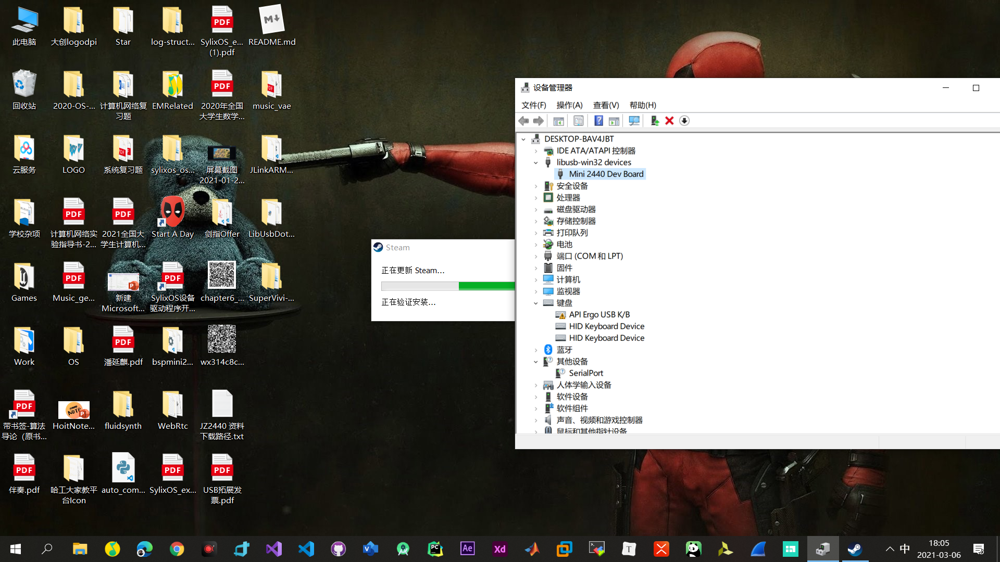 此电脑
大创logodpi
Star
log-struct...
SylixOS_e...
(1).pdf
README.md
回收站
2020-OS-...
计算机网络复
习题
EMRelated
2020年全国
大学生数学...
music_vae
云服务
LOGO
系统复习题
sylixos_os...
屏幕截图
2021-01-2...
JLinkARM...
学校杂项
计算机网络实
验指导书-2...
2021全国大
学生计算机...
Start A Day
剑指Offer
LibUsbDot...
Games
Music_ge...
新建
Microsoft...
SylixOS设备
驱动程序开...
chapter6_...
SuperVivi-...
Work
OS
潘延麒.pdf
bspmini2...
wx314c8c...
带书签-算法
导论（原书...
HoitNote...
fluidsynth
WebRtc
JZ2440 资料
下载路径.txt
伴奏.pdf
哈工大家教平
台Icon
auto_com...
SylixOS_ex...
USB拓展发
票.pdf
Steam
正在更新 Steam...
正在验证安装...
设备管理器
文件(F) 操作(A) 查看(V) 帮助(H)
DESKTOP-BAV4JBT
IDE ATA/ATAPI 控制器
libusb-win32 devices
Mini 2440 Dev Board
安全设备
处理器
磁盘驱动器
存储控制器
打印队列
电池
端口 (COM 和 LPT)
固件
计算机
监视器
键盘
API Ergo USB K/B
HID Keyboard Device
HID Keyboard Device
蓝牙
其他设备
SerialPort
人体学输入设备
软件设备
软件组件
声音、视频和游戏控制器
鼠标和其他指针设备
中
18:05
2021-03-06